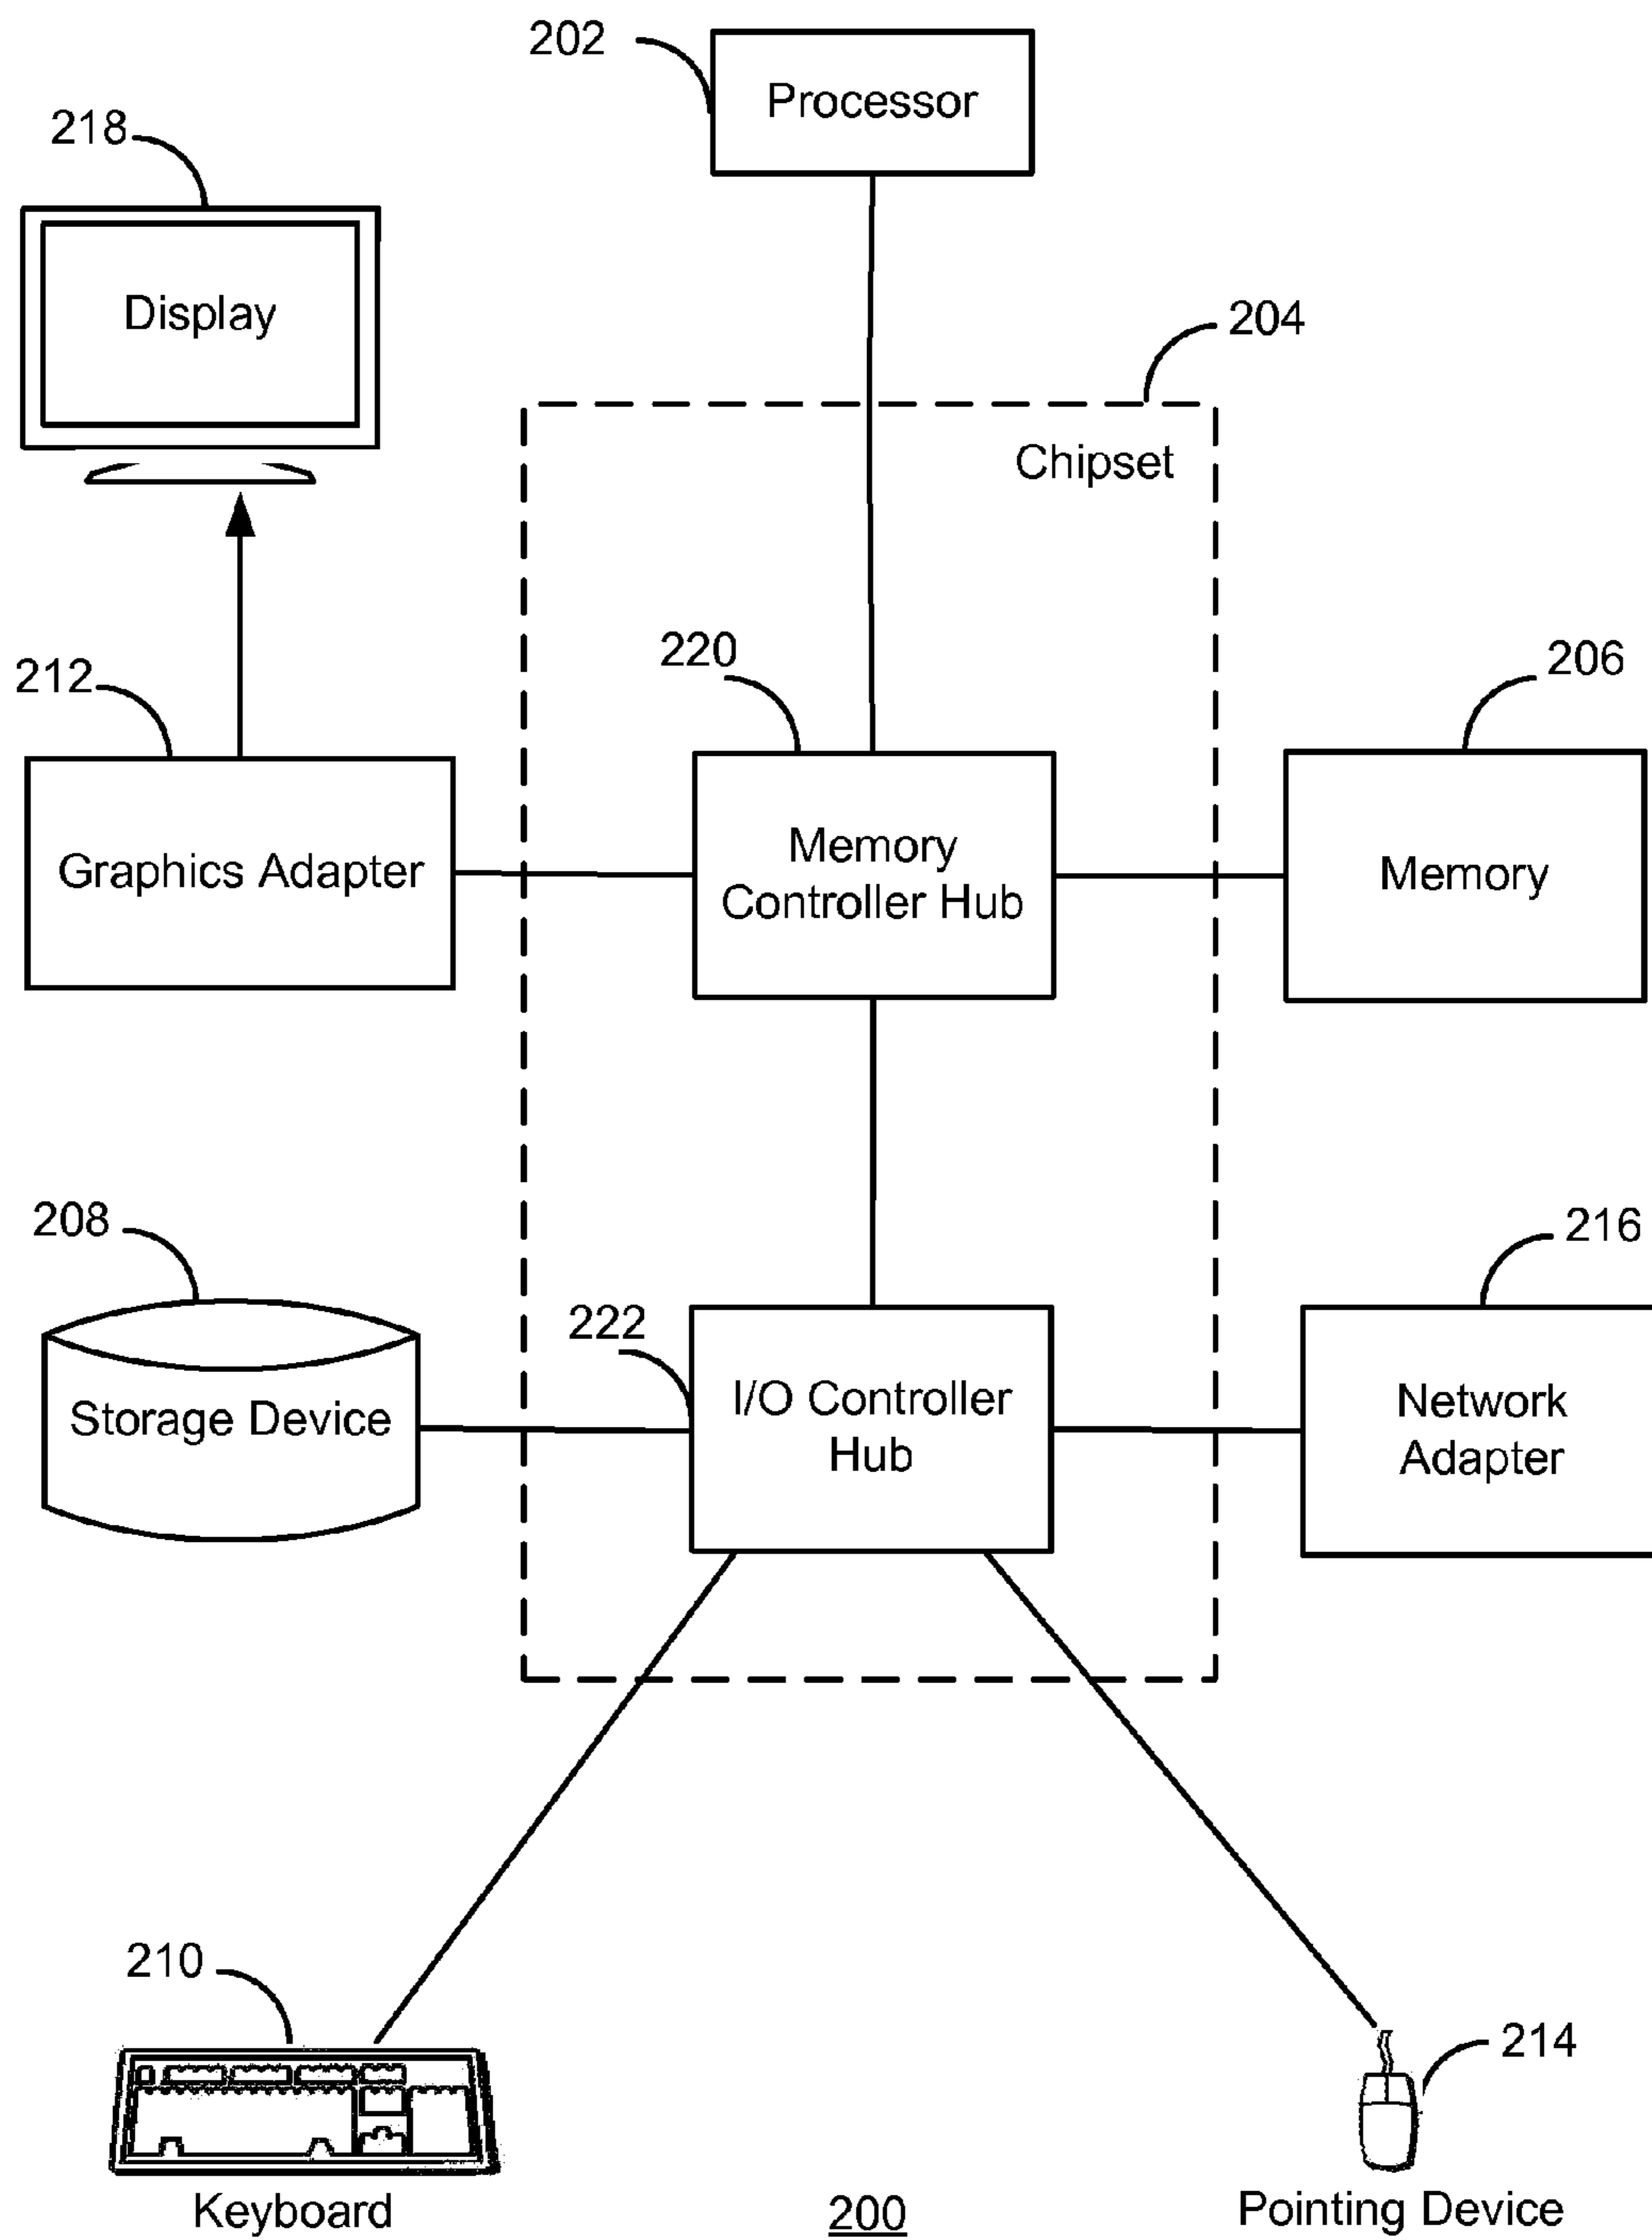 202
Processor
218
Display
204
Chipset
220
206
212
Graphics Adapter
Memory
Controller Hub
Memory
208
216
222
Storage Device
I/O Controller
Hub
Network
Adapter
210
214
Keyboard
200
Pointing Device